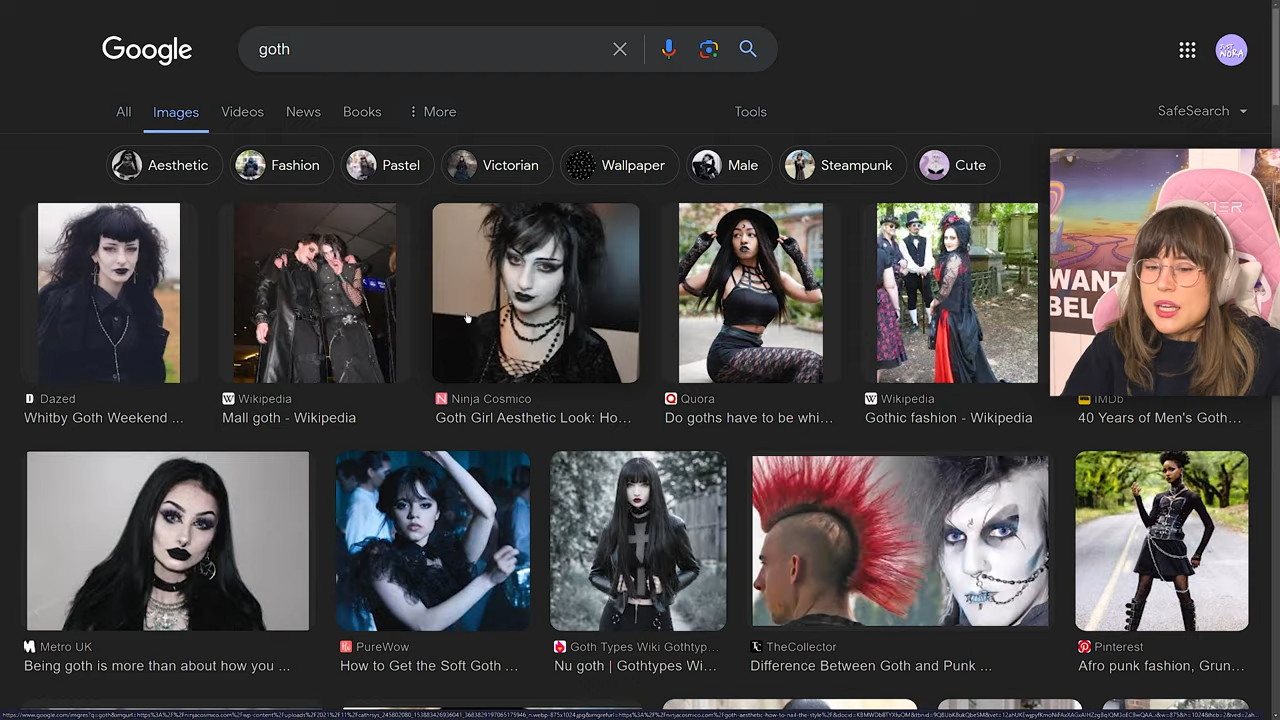 Google
goth
JUST NORA
All
Images
Videos
News
Books
More
Tools
SafeSearch
Aesthetic
Fashion
Pastel
Victorian
Wallpaper
Male
Steampunk
Cute
WANT
BEL
Dazed
Whitby Goth Weekend ...
Wikipedia
Mall goth - Wikipedia
Ninja Cosmico
Goth Girl Aesthetic Look: Ho...
Quora
Do goths have to be whi...
Wikipedia
Gothic fashion - Wikipedia
IMDb
40 Years of Men's Goth...
Metro UK
Being goth is more than about how you ...
PureWow
How to Get the Soft Goth ...
Goth Types Wiki Gothtyp...
Nu goth | Gothtypes Wi...
TheCollector
Difference Between Goth and Punk ...
Pinterest
Afro punk fashion, Grun...